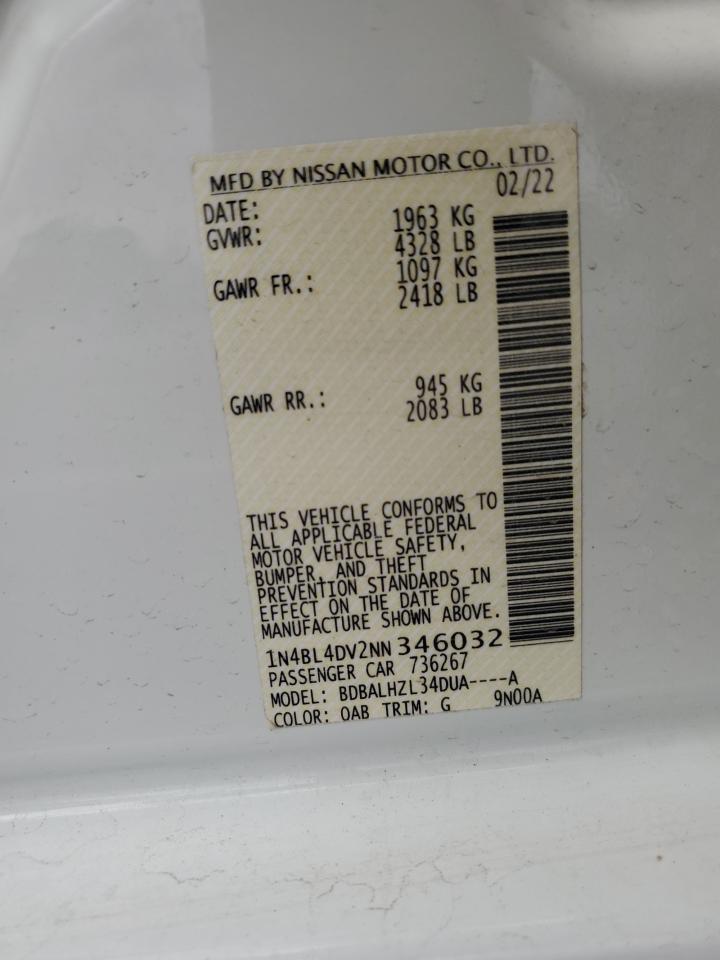 MFD BY NISSAN MOTOR CO., LTD.
DATE: 02/22
GVWR: 1963 KG
4328 LB
GAWR FR.: 1097 KG
2418 LB
GAWR RR.: 945 KG
2083 LB
THIS VEHICLE CONFORMS TO
ALL APPLICABLE FEDERAL
MOTOR VEHICLE SAFETY,
BUMPER, AND THEFT
PREVENTION STANDARDS IN
EFFECT ON THE DATE OF
MANUFACTURE SHOWN ABOVE.
1N4BL4DV2NN346032
PASSENGER CAR 736267
MODEL: BDBALHZL34DUA----A
COLOR: QAB TRIM: G 9N00A